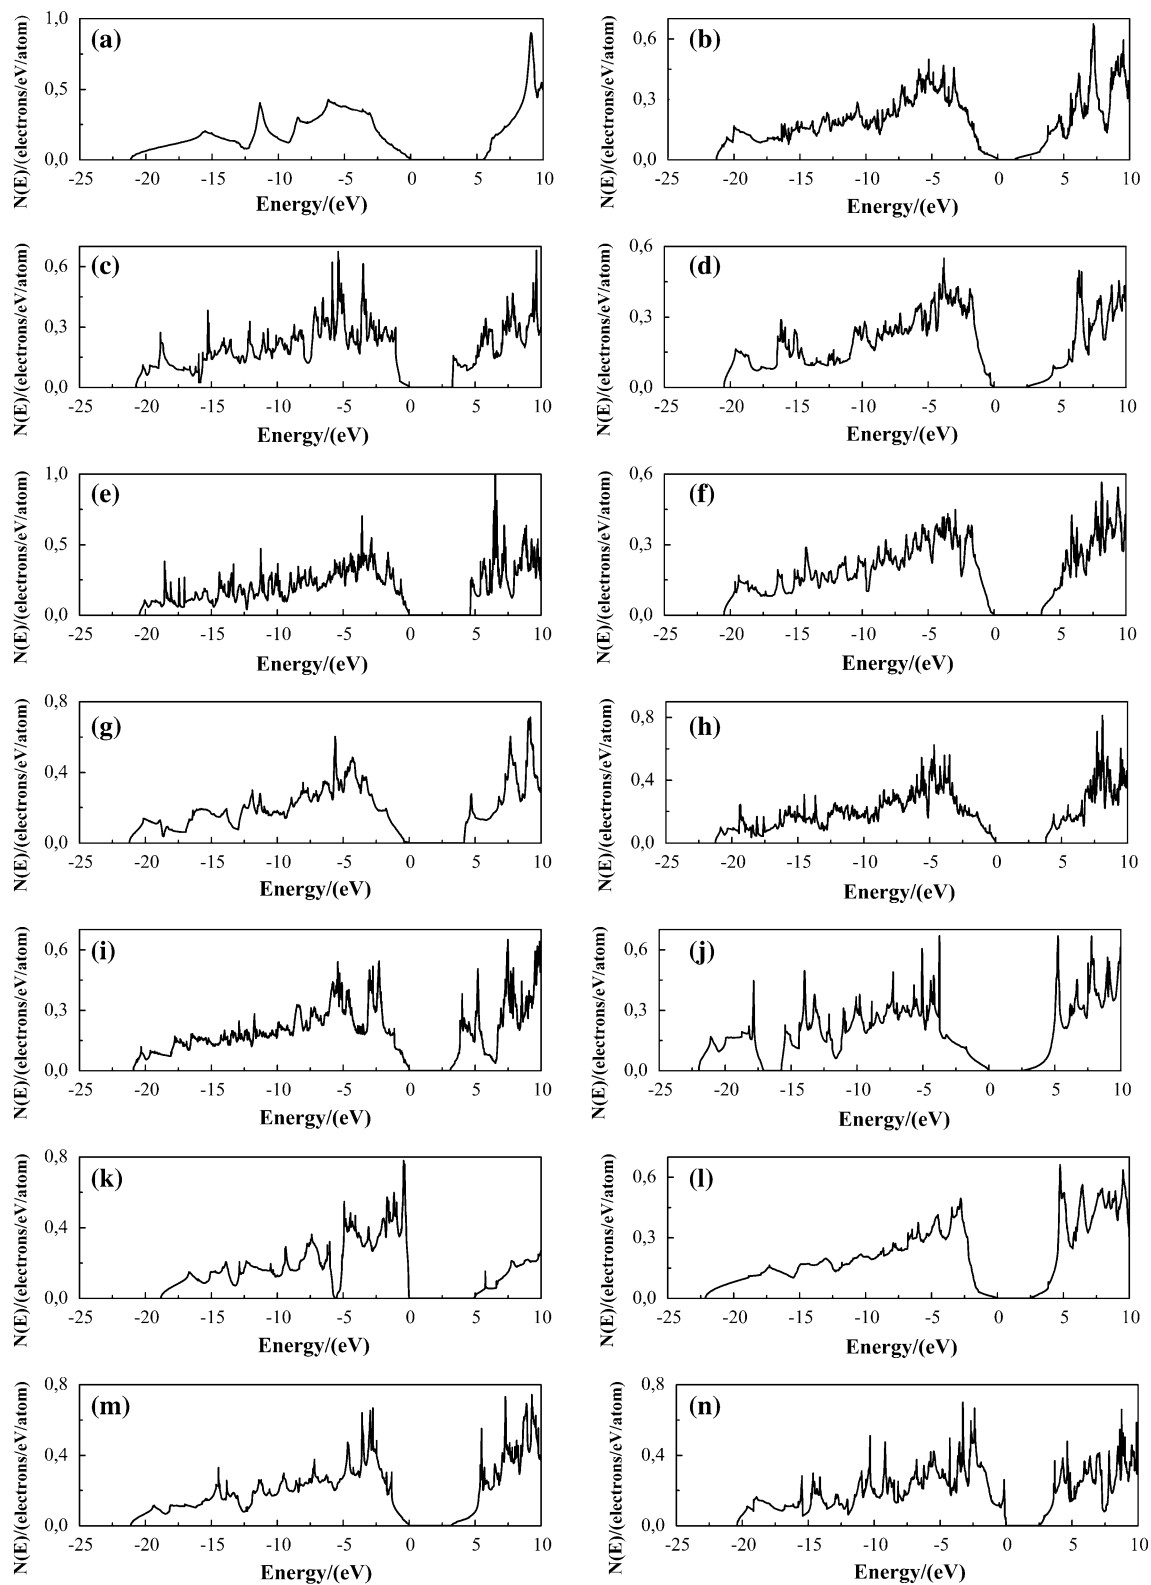 N(E)/(electrons/eV/atom)
1,0
(a)
0,5
0,0
-25 -20 -15 -10 -5 0 5 10
Energy/(eV)
N(E)/(electrons/eV/atom)
0,6
(b)
0,3
0,0
-25 -20 -15 -10 -5 0 5 10
Energy/(eV)
N(E)/(electrons/eV/atom)
0,6
(c)
0,3
0,0
-25 -20 -15 -10 -5 0 5 10
Energy/(eV)
N(E)/(electrons/eV/atom)
0,6
(d)
0,3
0,0
-25 -20 -15 -10 -5 0 5 10
Energy/(eV)
N(E)/(electrons/eV/atom)
1,0
(e)
0,5
0,0
-25 -20 -15 -10 -5 0 5 10
Energy/(eV)
N(E)/(electrons/eV/atom)
0,6
(f)
0,3
0,0
-25 -20 -15 -10 -5 0 5 10
Energy/(eV)
N(E)/(electrons/eV/atom)
0,8
(g)
0,4
0,0
-25 -20 -15 -10 -5 0 5 10
Energy/(eV)
N(E)/(electrons/eV/atom)
0,8
(h)
0,4
0,0
-25 -20 -15 -10 -5 0 5 10
Energy/(eV)
N(E)/(electrons/eV/atom)
0,6
(i)
0,3
0,0
-25 -20 -15 -10 -5 0 5 10
Energy/(eV)
N(E)/(electrons/eV/atom)
0,6
(j)
0,3
0,0
-25 -20 -15 -10 -5 0 5 10
Energy/(eV)
N(E)/(electrons/eV/atom)
0,8
(k)
0,4
0,0
-25 -20 -15 -10 -5 0 5 10
Energy/(eV)
N(E)/(electrons/eV/atom)
0,6
(l)
0,3
0,0
-25 -20 -15 -10 -5 0 5 10
Energy/(eV)
N(E)/(electrons/eV/atom)
0,8
(m)
0,4
0,0
-25 -20 -15 -10 -5 0 5 10
Energy/(eV)
N(E)/(electrons/eV/atom)
0,8
(n)
0,4
0,0
-25 -20 -15 -10 -5 0 5 10
Energy/(eV)